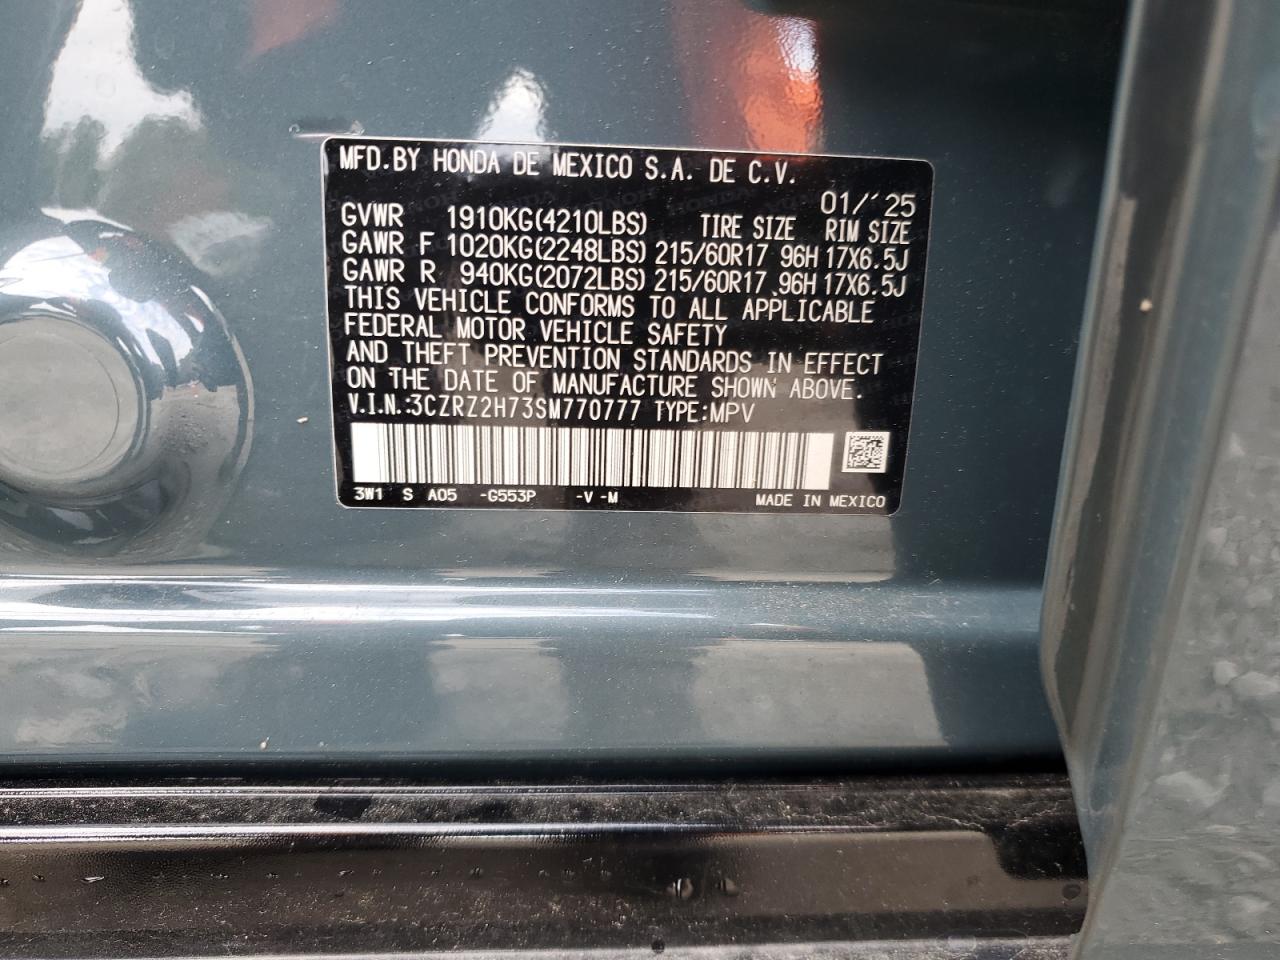 MFD.BY HONDA DE MEXICO S.A. DE C.V.
01/'25
GVWR 1910KG(4210LBS) TIRE SIZE RIM SIZE
GAWR F 1020KG(2248LBS) 215/60R17 96H 17X6.5J
GAWR R 940KG(2072LBS) 215/60R17 96H 17X6.5J
THIS VEHICLE CONFORMS TO ALL APPLICABLE
FEDERAL MOTOR VEHICLE SAFETY
AND THEFT PREVENTION STANDARDS IN EFFECT
ON THE DATE OF MANUFACTURE SHOWN ABOVE.
V.I.N.:3CZRZ2H73SM770777 TYPE:MPV
3W1 S A05 -G553P -V -M MADE IN MEXICO